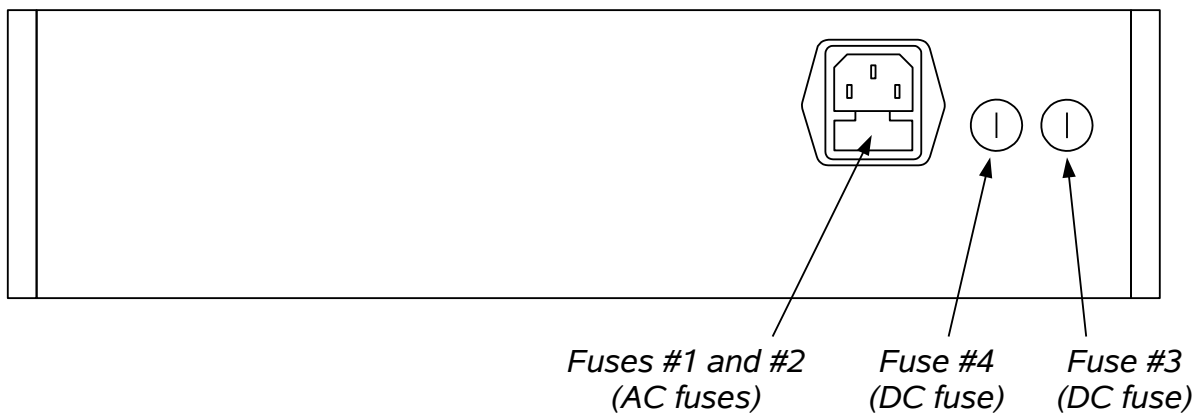 Fuses #1 and #2
(AC fuses)
Fuse #4
(DC fuse)
Fuse #3
(DC fuse)